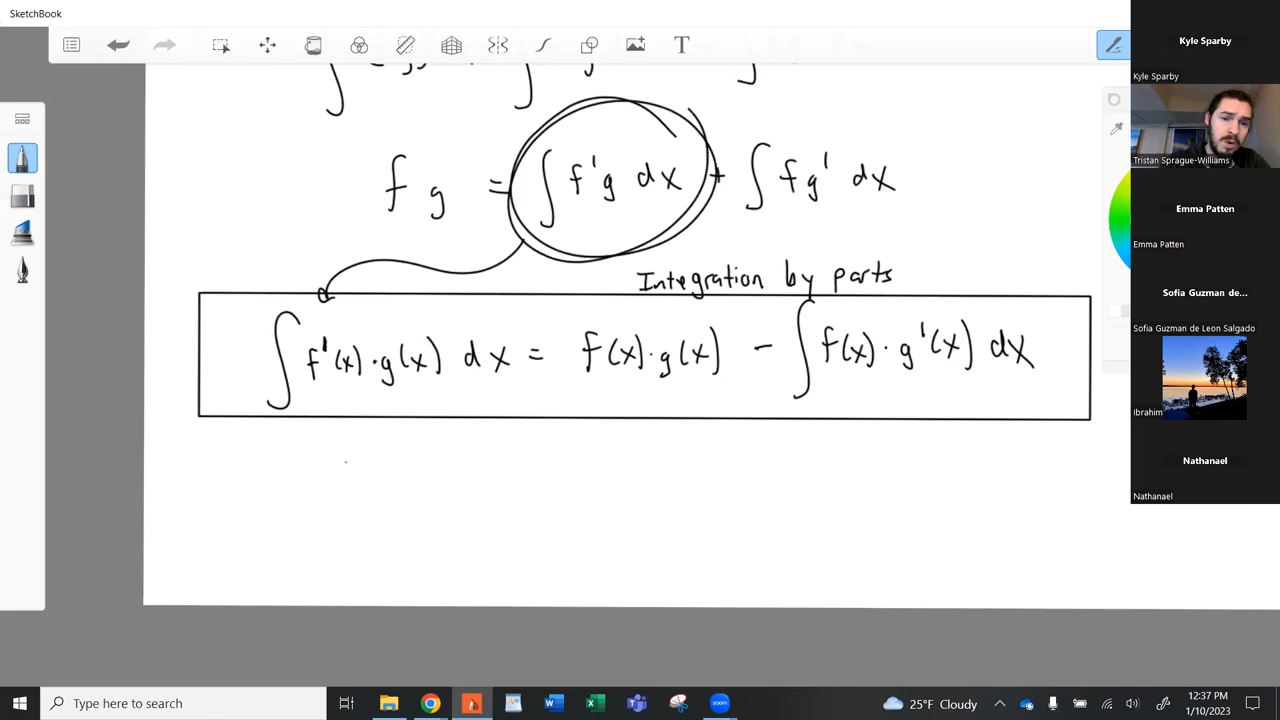 SketchBook
T
f g = ∫ f'g dx + ∫ fg' dx
Integration by parts
∫ f'(x)·g(x) dx = f(x)·g(x) - ∫ f(x)·g'(x) dx
Kyle Sparby
Kyle Sparby
Tristan Sprague-Williams
Emma Patten
Emma Patten
Sofia Guzman de...
Sofia Guzman de Leon Salgado
Ibrahim
Nathanael
Nathanael
Type here to search
zoom
25°F Cloudy
12:37 PM
1/10/2023